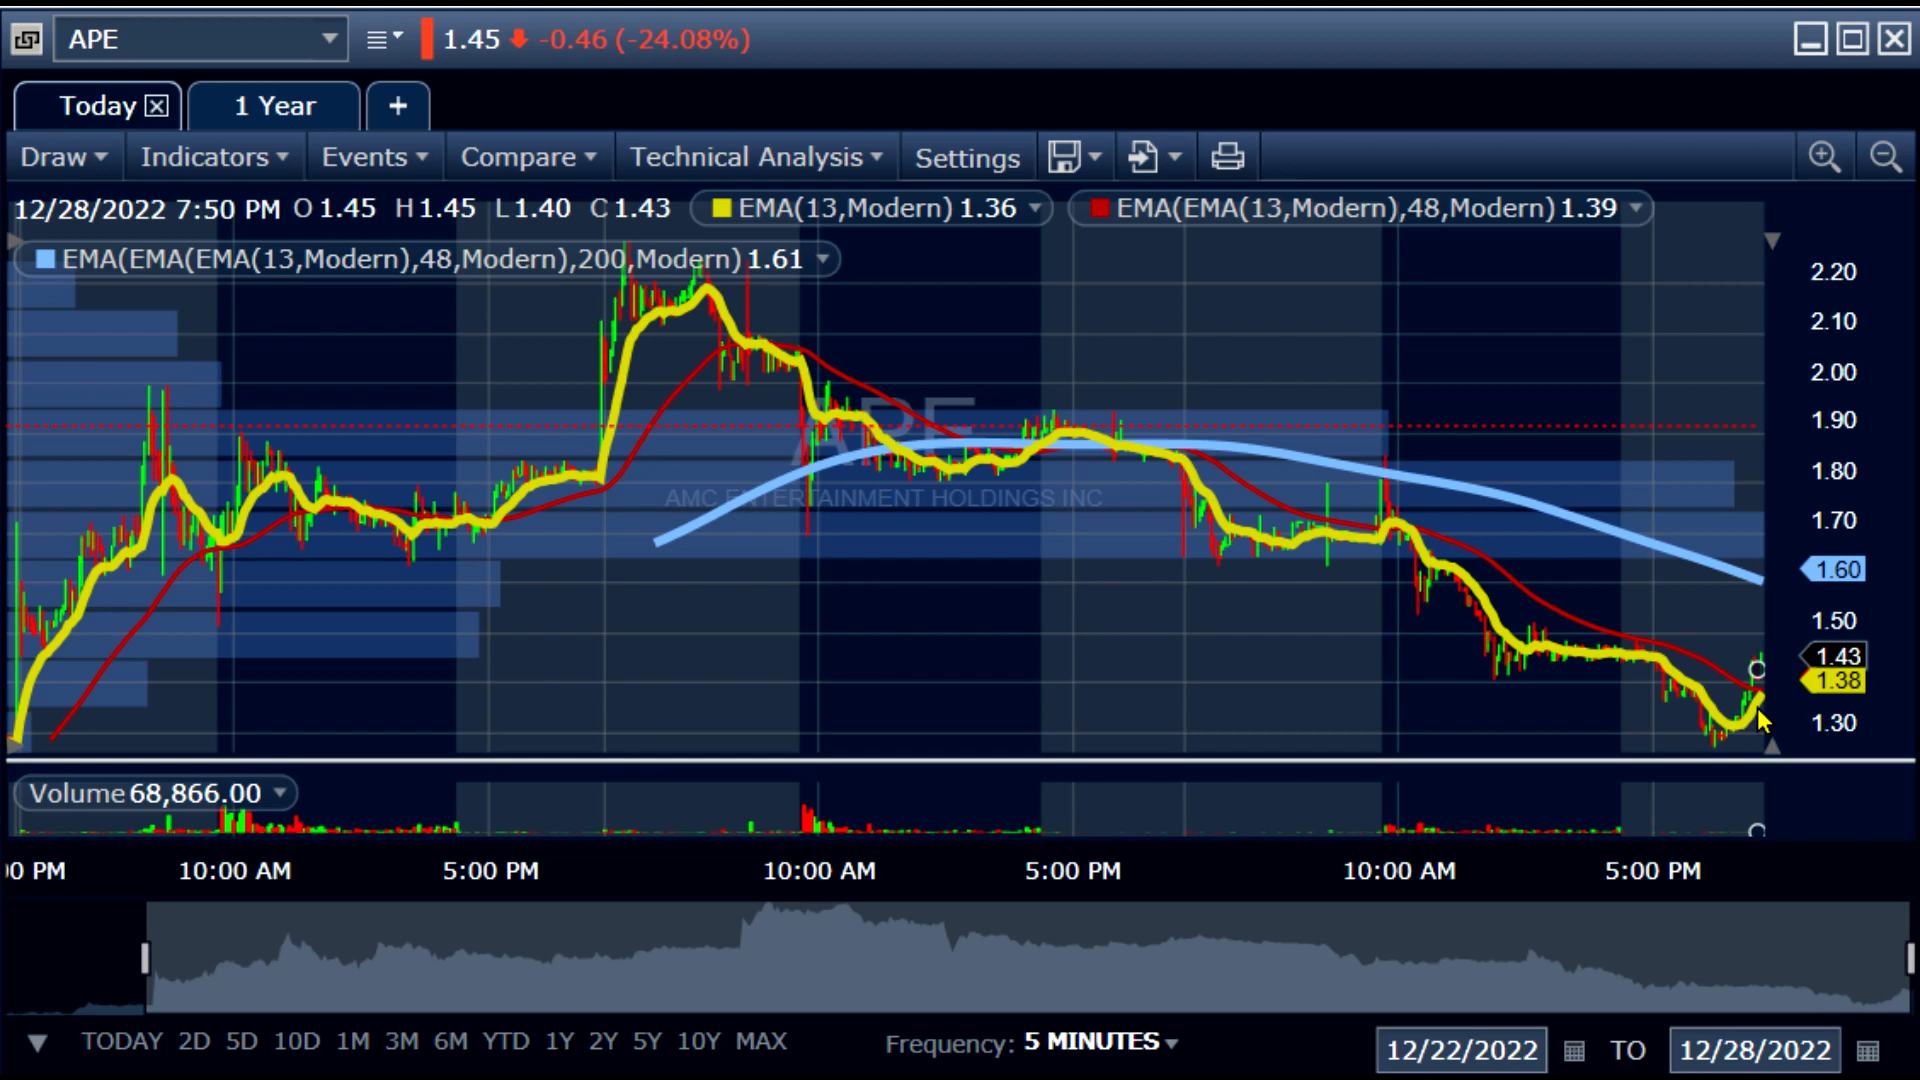 APE 1.45 -0.46 (-24.08%)
Today 1 Year +
Draw Indicators Events Compare Technical Analysis Settings
12/28/2022 7:50 PM O 1.45 H 1.45 L 1.40 C 1.43 EMA(13,Modern) 1.36 EMA(EMA(13,Modern),48,Modern) 1.39
EMA(EMA(EMA(13,Modern),48,Modern),200,Modern) 1.61
2.20
2.10
2.00
1.90
APE
1.80
AMC ENTERTAINMENT HOLDINGS INC
1.70
1.60
1.50
1.43
1.38
1.30
Volume 68,866.00
00 PM 10:00 AM 5:00 PM 10:00 AM 5:00 PM 10:00 AM 5:00 PM
TODAY 2D 5D 10D 1M 3M 6M YTD 1Y 2Y 5Y 10Y MAX Frequency: 5 MINUTES 12/22/2022 TO 12/28/2022